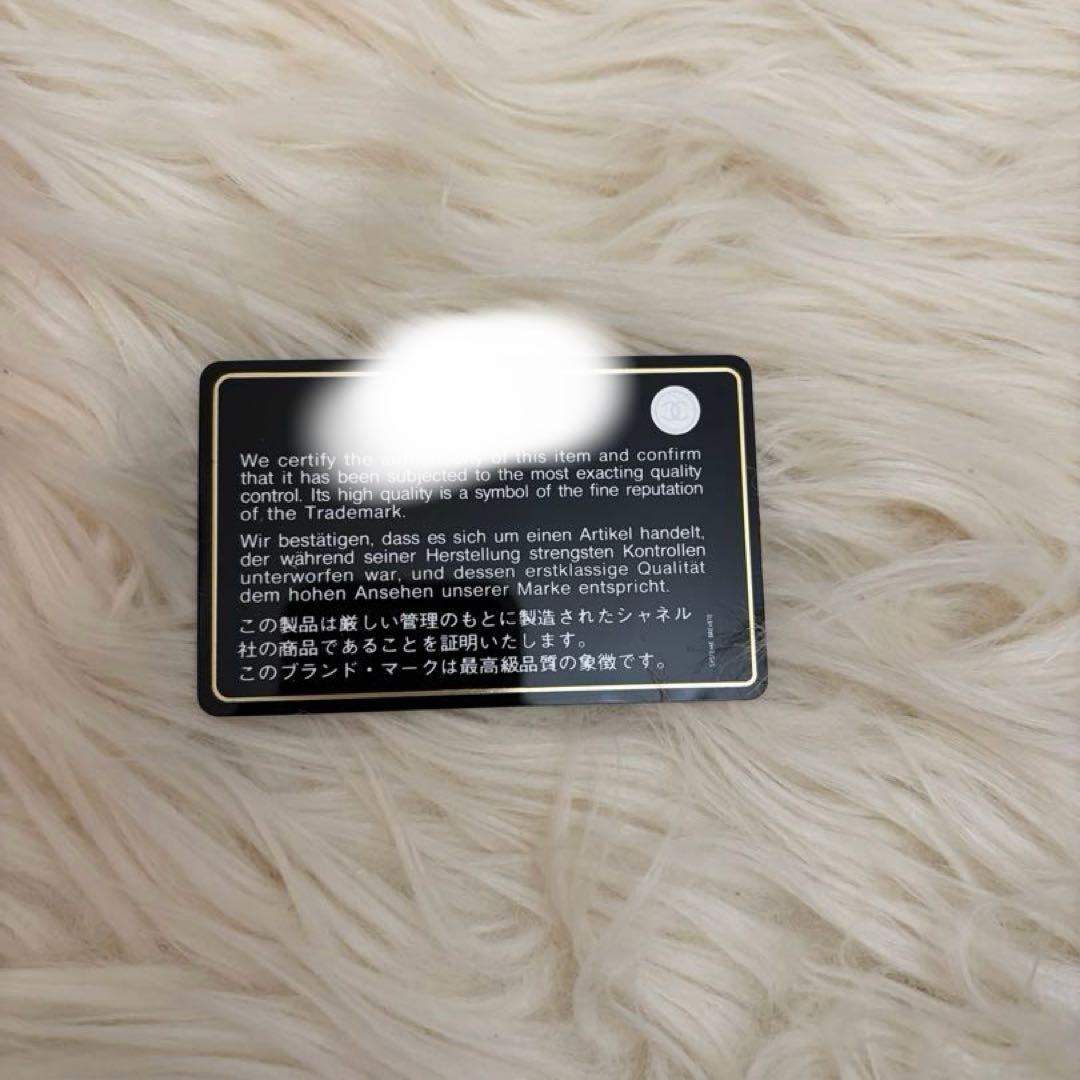 We certify the authenticity of this item and confirm
that it has been subjected to the most exacting quality
control. Its high quality is a symbol of the fine reputation
of the Trademark.
Wir bestätigen, dass es sich um einen Artikel handelt,
der während seiner Herstellung strengsten Kontrollen
unterworfen war, und dessen erstklassige Qualität
dem hohen Ansehen unserer Marke entspricht.
この製品は厳しい管理のもとに製造されたシャネル
社の商品であることを証明いたします。
このブランド・マークは最高級品質の象徴です。
SYSTEME BREVETE